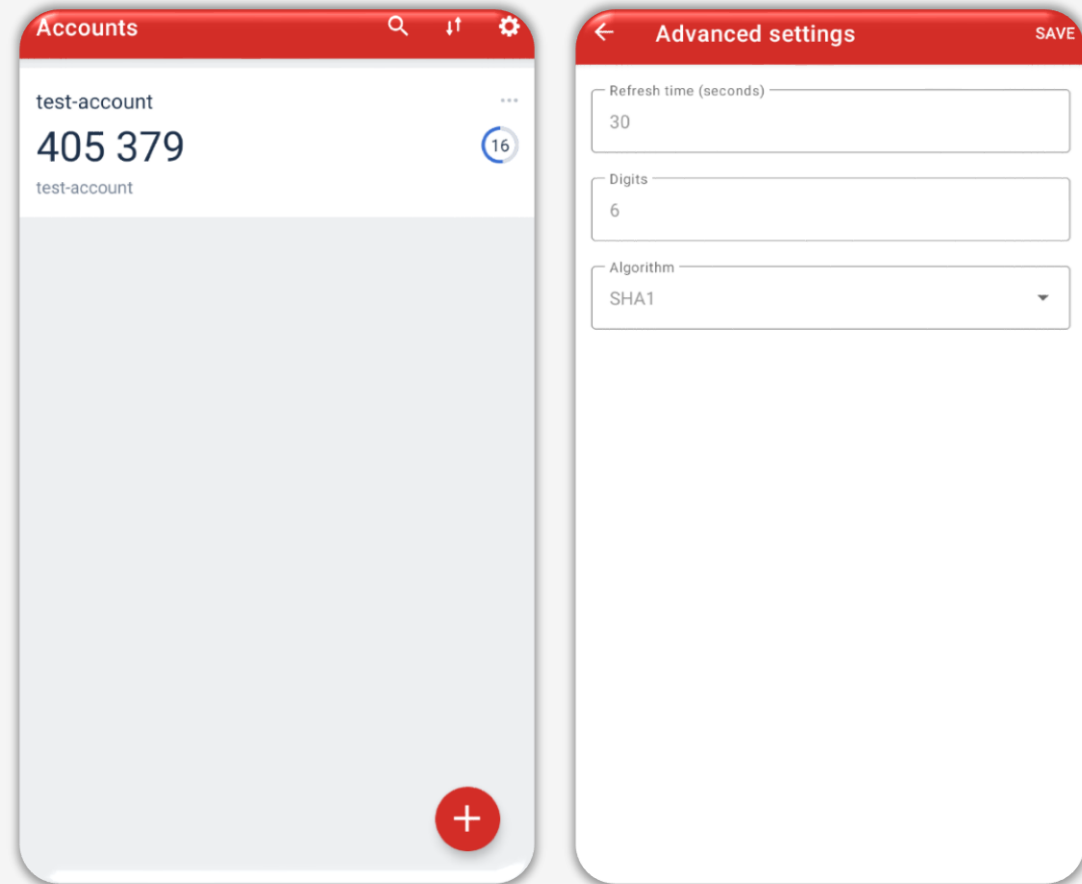 Accounts
test-account
405 379
16
test-account
Advanced settings
SAVE
Refresh time (seconds)
30
Digits
6
Algorithm
SHA1